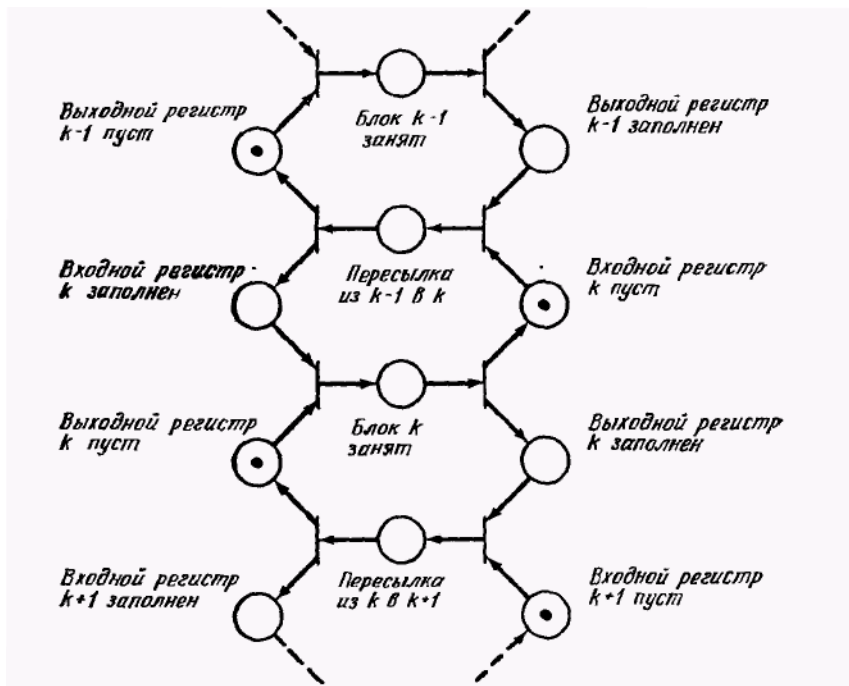 Выходной регистр
k-1 пуст
Блок k-1
занят
Выходной регистр
k-1 заполнен
Входной регистр
k заполнен
Пересылка
из k-1 в k
Входной регистр
k пуст
Выходной регистр
k пуст
Блок k
занят
Выходной регистр
k заполнен
Входной регистр
k+1 заполнен
Пересылка
из k в k+1
Входной регистр
k+1 пуст